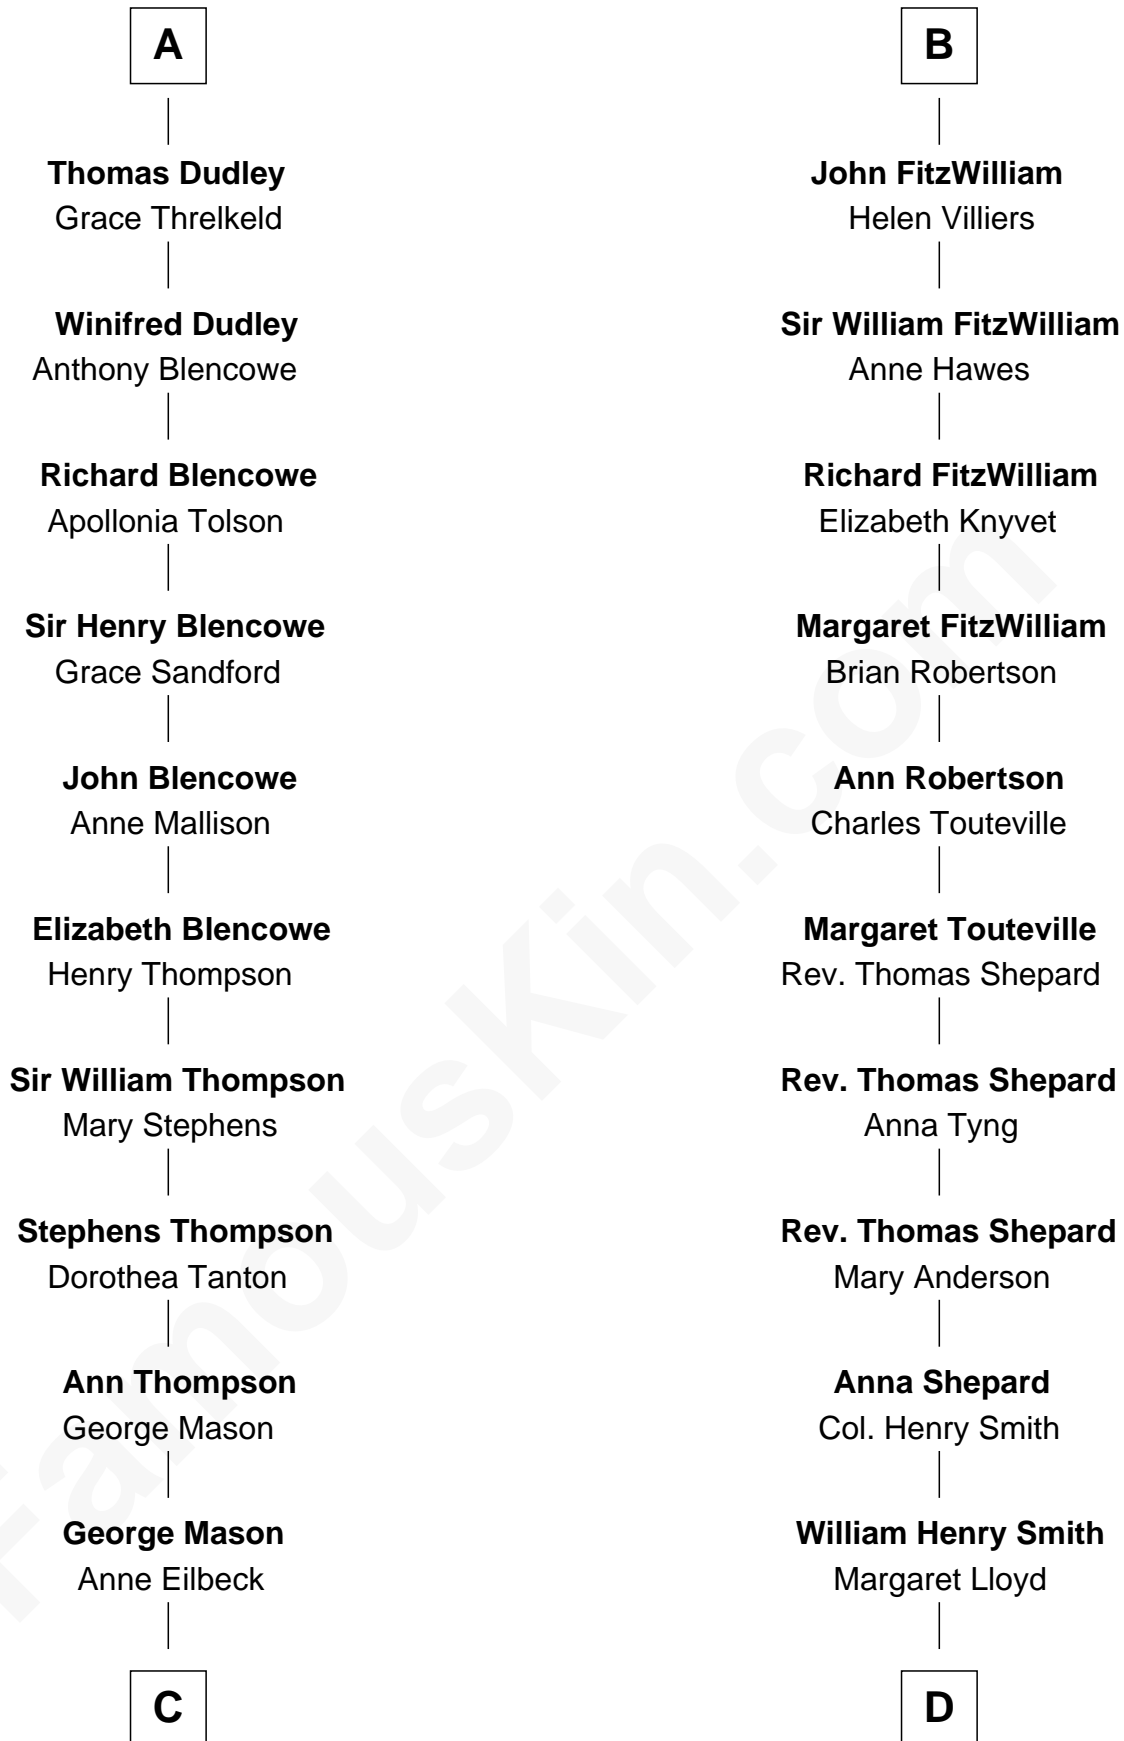 A
Thomas Dudley
Grace Threlkeld
Winifred Dudley
Anthony Blencowe
Richard Blencowe
Apollonia Tolson
Sir Henry Blencowe
Grace Sandford
John Blencowe
Anne Mallison
Elizabeth Blencowe
Henry Thompson
Sir William Thompson
Mary Stephens
Stephens Thompson
Dorothea Tanton
Ann Thompson
George Mason
George Mason
Anne Eilbeck
C
B
John FitzWilliam
Helen Villiers
Sir William FitzWilliam
Anne Hawes
Richard FitzWilliam
Elizabeth Knyvet
Margaret FitzWilliam
Brian Robertson
Ann Robertson
Charles Touteville
Margaret Touteville
Rev. Thomas Shepard
Rev. Thomas Shepard
Anna Tyng
Rev. Thomas Shepard
Mary Anderson
Anna Shepard
Col. Henry Smith
William Henry Smith
Margaret Lloyd
D
FamousKin.com